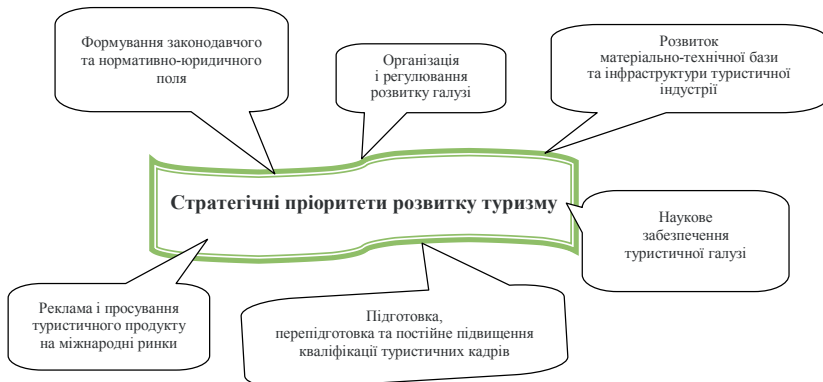 Формування законодавчого
та нормативно-юридичного
поля
Організація
і регулювання
розвитку галузі
Розвиток
матеріально-технічної бази
та інфраструктури туристичної
індустрії
Стратегічні пріоритети розвитку туризму
Наукове
забезпечення
туристичної галузі
Реклама і просування
туристичного продукту
на міжнародні ринки
Підготовка,
перепідготовка та постійне підвищення
кваліфікації туристичних кадрів